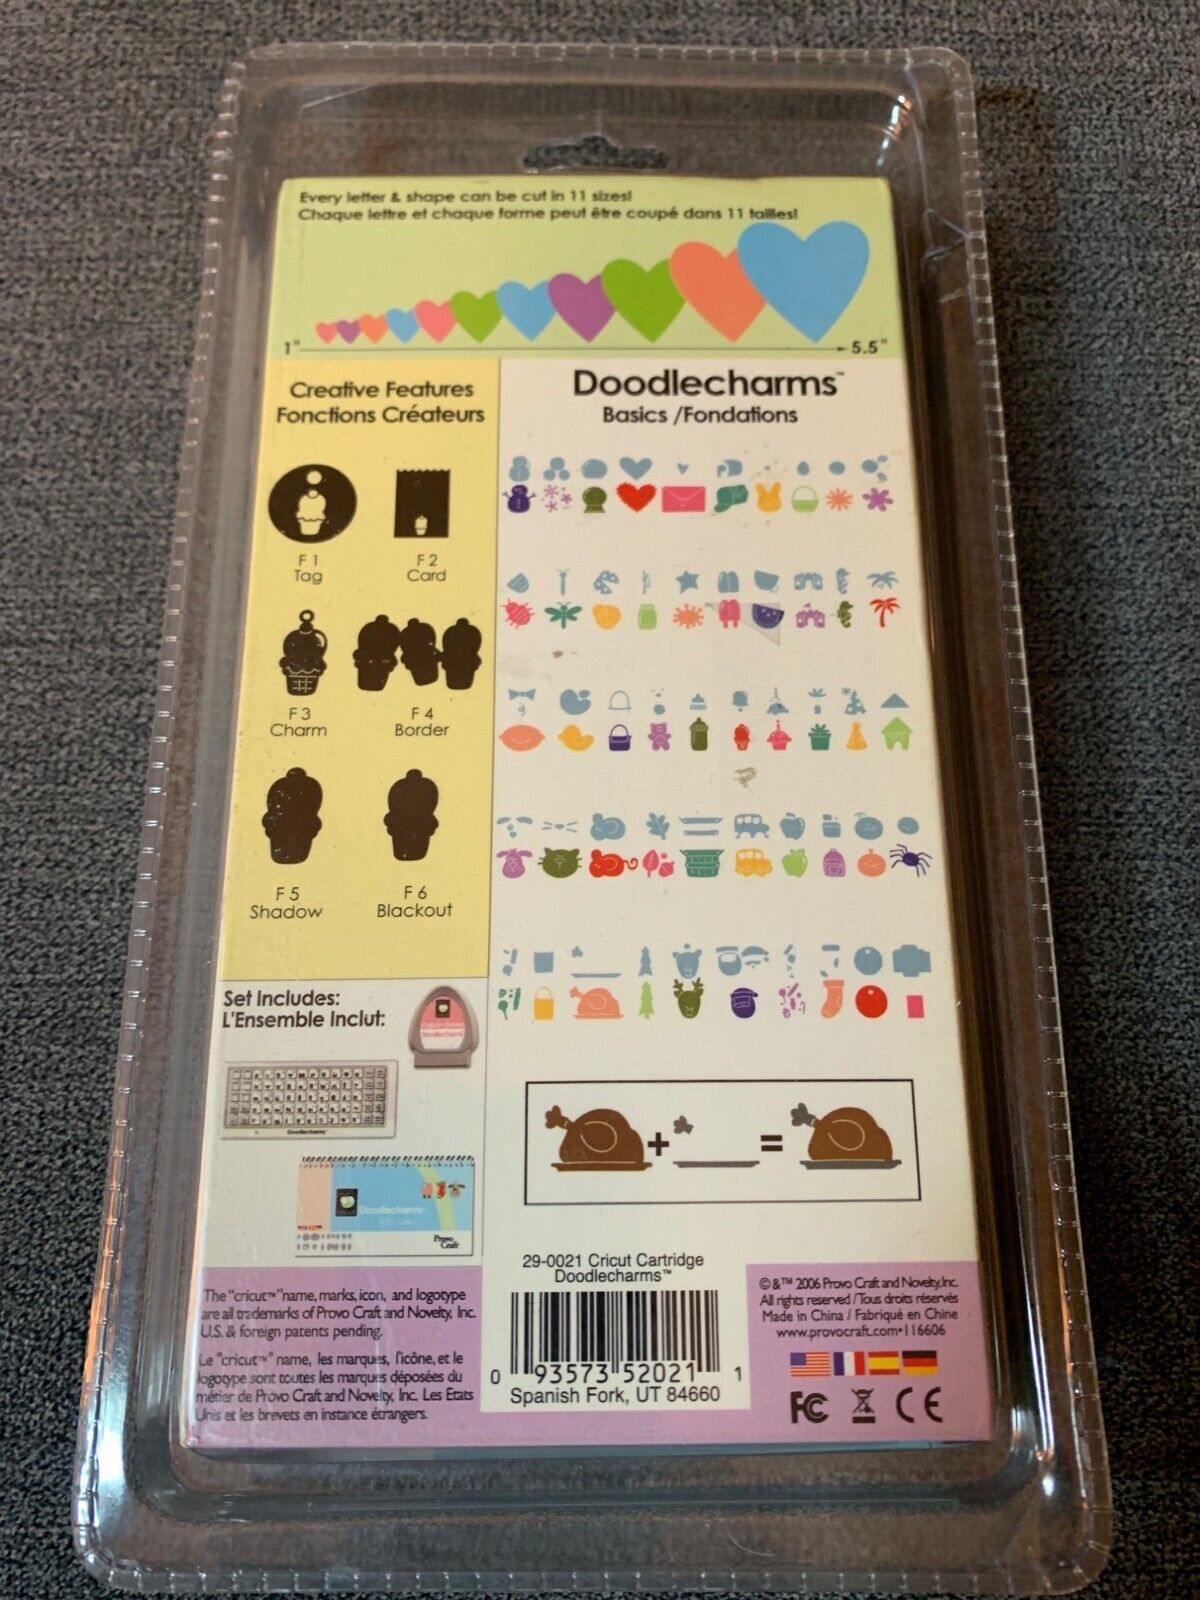 Every letter & shape can be cut in 11 sizes!
Chaque lettre et chaque forme peut être coupé dans 11 tailles!
1" 5.5"
Creative Features
Fonctions Créateurs
F 1
Tag
F 2
Card
F 3
Charm
F 4
Border
F 5
Shadow
F 6
Blackout
Doodlecharms™
Basics /Fondations
Set Includes:
L'Ensemble Inclut:
Doodlecharms
Doodlecharms™
Doodlecharms™
Provo
Craft
+ =
29-0021 Cricut Cartridge
Doodlecharms™
0 93573 52021 1
Spanish Fork, UT 84660
The "cricut™"name, marks, icon, and logotype
are all trademarks of Provo Craft and Novelty, Inc.
U.S. & foreign patents pending.
Le "cricut™" name, les marques, l'icône, et le
logotype sont toutes les marques déposées du
métier de Provo Craft and Novelty, Inc. Les Etats
Unis et les brevets en instance étrangers.
© &™ 2006 Provo Craft and Novelty, Inc.
All rights reserved / Tous droits réservés
Made in China / Fabriqué en Chine
www.provocraft.com•116606
FC CE